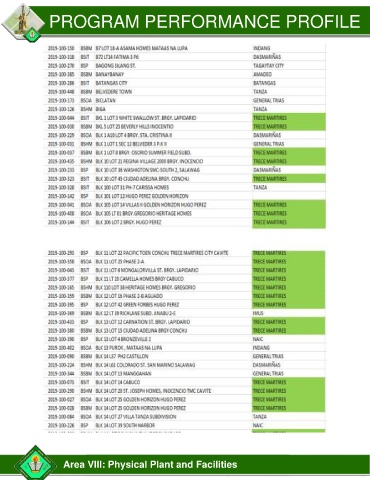 PROGRAM PERFORMANCE PROFILE
2019-100-150 BSBM B7 LOT 18-A ASAMA HOMES MATAAS NA LUPA INDANG
2019-100-318 BSIT B72 LT34 FATIMA 3 P6 DASMARIÑAS
2019-100-278 BSP BAGONG SILANG ST. TAGAYTAY CITY
2019-100-385 BSBM BANAYBANAY AMADEO
2019-100-286 BSIT BATANGAS CITY BATANGAS
2019-100-448 BSBM BELVEDERE TOWN TANZA
2019-100-173 BSOA BICLATAN GENERAL TRIAS
2019-100-126 BSHM BIGA TANZA
2019-100-044 BSIT BKL 1 LOT 3 WHITE SWALLOW ST. BRGY. LAPIDARIO TRECE MARTIRES
2019-100-038 BSBM BKL 5 LOT 25 BEVERLY HILLS INOCENTIO TRECE MARTIRES
2019-100-229 BSOA BLK 1 A10 LOT 4 BRGY. STA. CRISTINA II DASMARIÑAS
2019-100-031 BSHM BLK 1 LOT 1 SEC 12 BELVEDER 3 P.K V GENERAL TRIAS
2019-100-037 BSBM BLK 1 LOT 8 BRGY. OSORIO SUMMER FIELD SUBD. TRECE MARTIRES
2019-100-435 BSHM BLK 10 LOT 21 REGINA VILLAGE 2000 BRGY. INOCENCIO TRECE MARTIRES
2019-100-233 BSP BLK 10 LOT 36 WASHIGTON SMC SOUTH 2, SALAWAG DASMARIÑAS
2019-100-323 BSIT BLK 10 LOT 45 CIUDAD ADELINA BRGY. CONCHU TRECE MARTIRES
2019-100-328 BSIT BLK 100 LOT 31 PH-7 CARISSA HOMES TANZA
2019-100-142 BSP BLK 101 LOT 12 HUGO PEREZ GOLDEN HORIZON
2019-100-041 BSOA BLK 105 LOT 14 VILLAS II GOLDEN HORIZON HUGO PEREZ TRECE MARTIRES
2019-100-408 BSOA BLK 105 LT 01 BRGY GREGORIO HERITAGE HOMES TRECE MARTIRES
2019-100-144 BSIT BLK 106 LOT 2 BRGY. HUGO PEREZ TRECE MARTIRES
2019-100-293 BSP BLK 11 LOT 22 PACIFIC TOEN CONCHU TRECE MARTIRES CITY CAVITE TRECE MARTIRES
2019-100-358 BSOA BLK 11 LOT 25 PHASE 2-A TRECE MARTIRES
2019-100-045 BSIT BLK 11 LOT 6 MONGALORVILLA ST. BRGY. LAPIDARIO TRECE MARTIRES
2019-100-377 BSP BLK 11 LT 19 CAMELLA HOMES BRGY CABUCO TRECE MARTIRES
2019-100-165 BSHM BLK 110 LOT 38 HERITAGE HOMES BRGY. GREGORIO TRECE MARTIRES
2019-100-359 BSBM BLK 12 LOT 16 PHASE 2-B AGUADO TRECE MARTIRES
2019-100-395 BSP BLK 12 LOT 42 GREEN FORBES HUGO PEREZ TRECE MARTIRES
2019-100-389 BSBM BLK 12 LT 39 RICHLANE SUBD. ANABU 2-E IMUS
2019-100-433 BSP BLK 13 LOT 12 CARNATION ST. BRGY. LAPIDARIO TRECE MARTIRES
2019-100-388 BSBM BLK 13 LOT 15 CIUDAD ADELINA BRGY CONCHU TRECE MARTIRES
2019-100-390 BSP BLK 13 LOT 4 BRONZEVILLE 2 NAIC
2019-100-402 BSOA BLK 13 PUROK , MATAAS NA LUPA INDANG
2019-100-090 BSBM BLK 14 LS7 PH2 CASTILLON GENERAL TRIAS
2019-100-224 BSHM BLK 14 L61 COLORADO ST. SAN MARINO SALAWAG DASMARIÑAS
2019-100-344 BSBM BLK 14 LOT 13 MANGGAHAN GENERAL TRIAS
2019-100-073 BSIT BLK 14 LOT 14 CABUCO TRECE MARTIRES
2019-100-250 BSHM BLK 14 LOT 20 ST. JOSEPH HOMES, INOCENCIO TMC CAVITE TRECE MARTIRES
2019-100-027 BSOA BLK 14 LOT 25 GOLDEN HORIZON HUGO PEREZ TRECE MARTIRES
2019-100-028 BSBM BLK 14 LOT 25 GOLDEN HORIZON HUGO PEREZ TRECE MARTIRES
2019-100-084 BSOA BLK 14 LOT 27 VILLA TANZA SUBDIVISION TANZA
2019-100-226 BSP BLK 14 LOT 39 SOUTH HARBOR NAIC
Area VIII: Physical Plant and Facilities